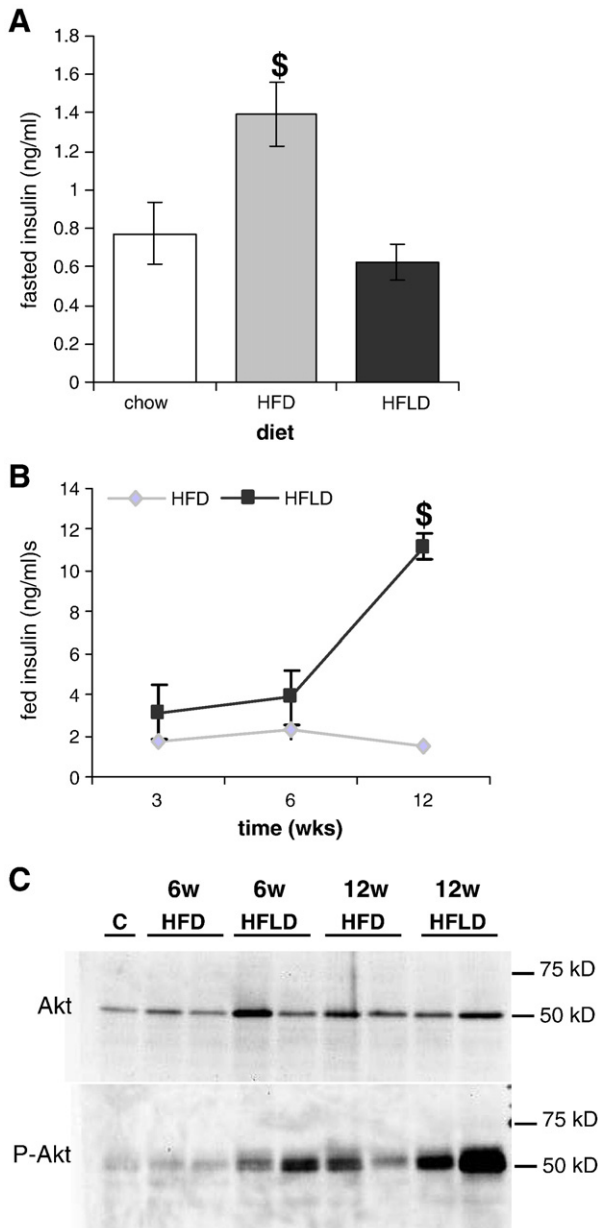 A
1.8
1.6
1.4
1.2
1
0.8
0.6
0.4
0.2
0
fasted insulin (ng/ml)
$
chow HFD HFLD
diet
B
14
12
10
8
6
4
2
0
fed insulin (ng/ml)s
HFD HFLD
$
3 6 12
time (wks)
C
6w 6w 12w 12w
C HFD HFLD HFD HFLD
Akt
75 kD
50 kD
P-Akt
75 kD
50 kD